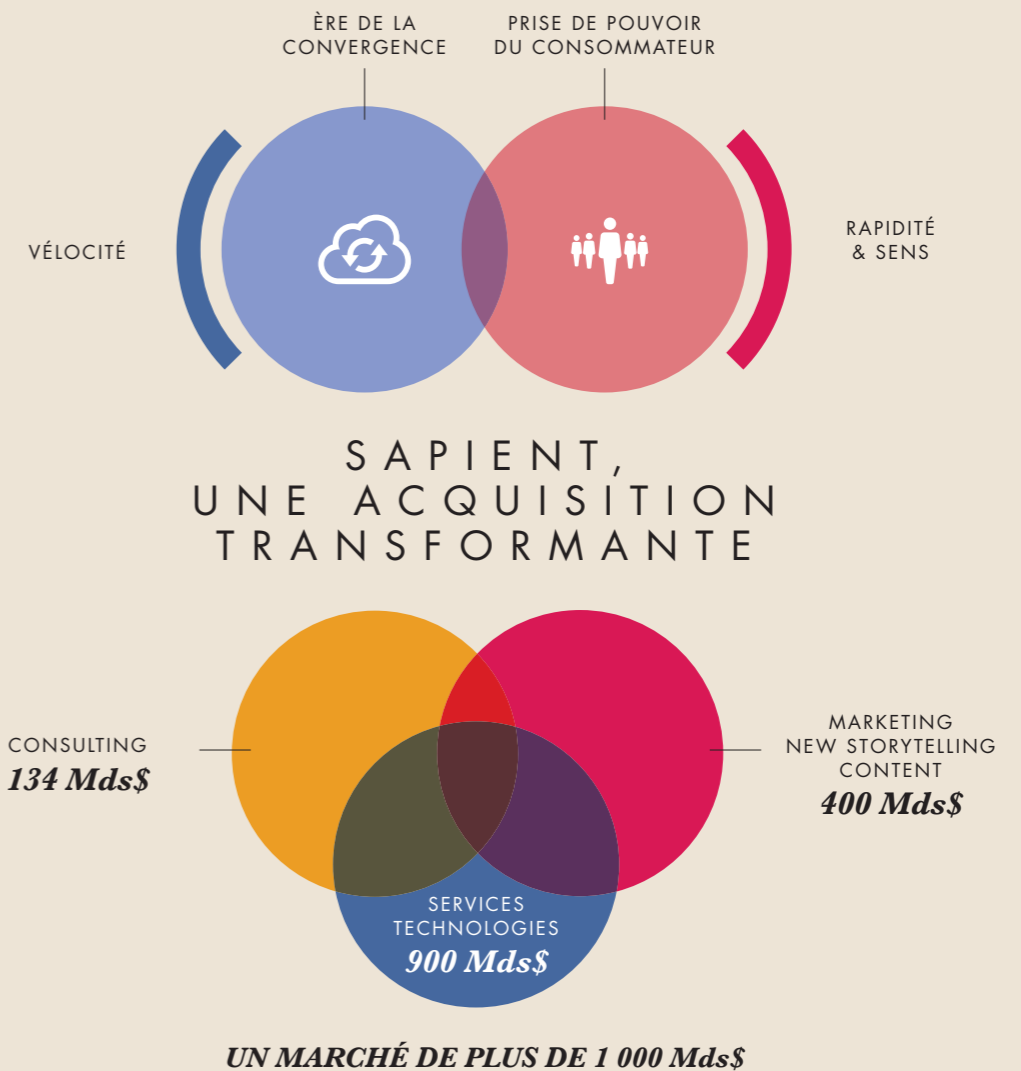 ÈRE DE LA
CONVERGENCE
PRISE DE POUVOIR
DU CONSOMMATEUR
VÉLOCITÉ
RAPIDITÉ
& SENS
SAPIENT,
UNE ACQUISITION
TRANSFORMANTE
CONSULTING
134 Mds$
MARKETING
NEW STORYTELLING
CONTENT
400 Mds$
SERVICES
TECHNOLOGIES
900 Mds$
UN MARCHÉ DE PLUS DE 1 000 Mds$